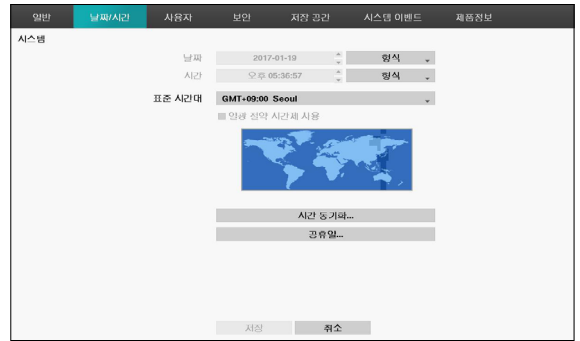 일반 날짜/시간 사용자 보안 저장 공간 시스템 이벤트 제품정보
시스템
날짜 2017-01-19 형식
시간 오후 05:36:57 형식
표준 시간대 GMT+09:00 Seoul
일광 절약 시간제 사용
시간 동기화...
공휴일...
저장 취소